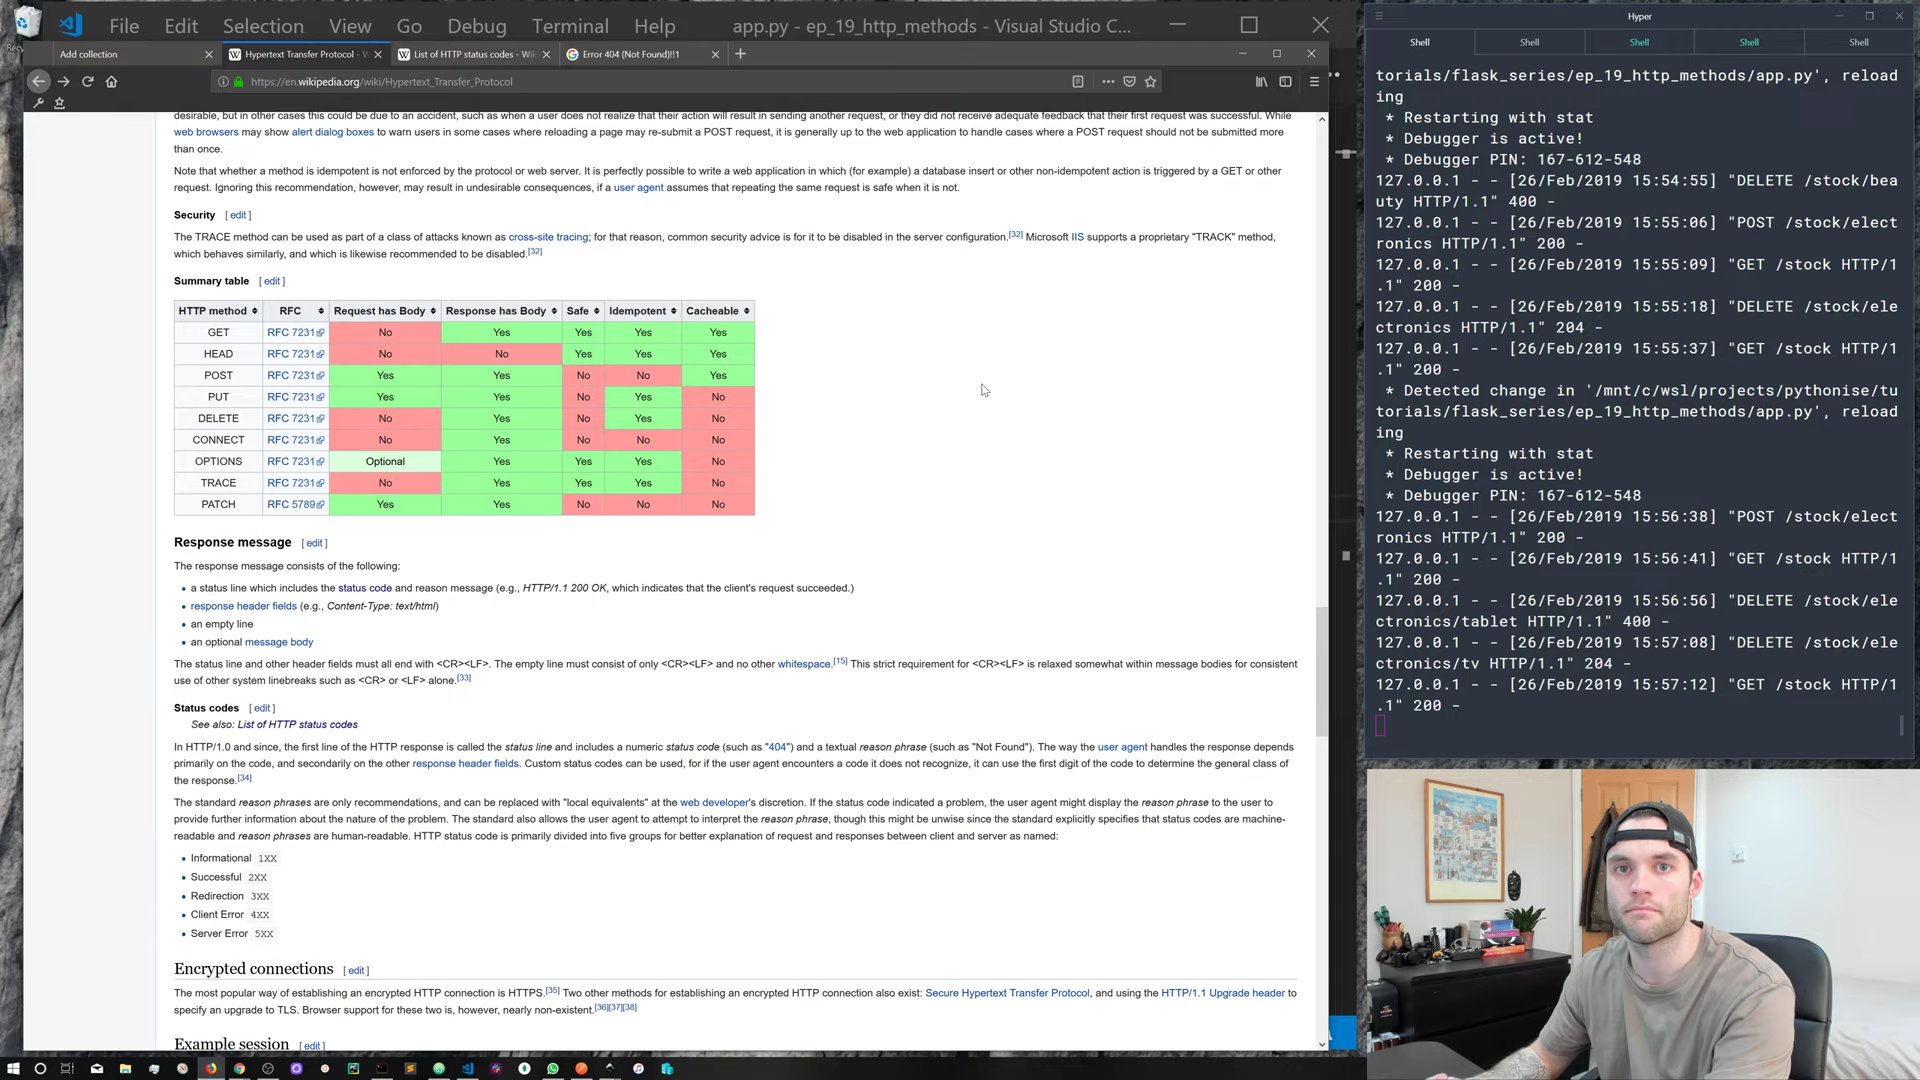 File Edit Selection View Go Debug Terminal Help app.py - ep_19_http_methods - Visual Studio C...
Add collection
Hypertext Transfer Protocol -
List of HTTP status codes - Wi
Error 404 (Not Found)!!1
https://en.wikipedia.org/wiki/Hypertext_Transfer_Protocol
desirable, but in other cases this could be due to an accident, such as when a user does not realize that their action will result in sending another request, or they did not receive adequate feedback that their first request was successful. While
web browsers may show alert dialog boxes to warn users in some cases where reloading a page may re-submit a POST request, it is generally up to the web application to handle cases where a POST request should not be submitted more
than once.
Note that whether a method is idempotent is not enforced by the protocol or web server. It is perfectly possible to write a web application in which (for example) a database insert or other non-idempotent action is triggered by a GET or other
request. Ignoring this recommendation, however, may result in undesirable consequences, if a user agent assumes that repeating the same request is safe when it is not.
Security [ edit ]
The TRACE method can be used as part of a class of attacks known as cross-site tracing; for that reason, common security advice is for it to be disabled in the server configuration.[32] Microsoft IIS supports a proprietary "TRACK" method,
which behaves similarly, and which is likewise recommended to be disabled.[32]
Summary table [ edit ]
HTTP method RFC Request has Body Response has Body Safe Idempotent Cacheable
GET RFC 7231 No Yes Yes Yes Yes
HEAD RFC 7231 No No Yes Yes Yes
POST RFC 7231 Yes Yes No No Yes
PUT RFC 7231 Yes Yes No Yes No
DELETE RFC 7231 No Yes No Yes No
CONNECT RFC 7231 No Yes No No No
OPTIONS RFC 7231 Optional Yes Yes Yes No
TRACE RFC 7231 No Yes Yes Yes No
PATCH RFC 5789 Yes Yes No No No
Response message [ edit ]
The response message consists of the following:
• a status line which includes the status code and reason message (e.g., HTTP/1.1 200 OK, which indicates that the client's request succeeded.)
• response header fields (e.g., Content-Type: text/html)
• an empty line
• an optional message body
The status line and other header fields must all end with <CR><LF>. The empty line must consist of only <CR><LF> and no other whitespace.[15] This strict requirement for <CR><LF> is relaxed somewhat within message bodies for consistent
use of other system linebreaks such as <CR> or <LF> alone.[33]
Status codes [ edit ]
See also: List of HTTP status codes
In HTTP/1.0 and since, the first line of the HTTP response is called the status line and includes a numeric status code (such as "404") and a textual reason phrase (such as "Not Found"). The way the user agent handles the response depends
primarily on the code, and secondarily on the other response header fields. Custom status codes can be used, for if the user agent encounters a code it does not recognize, it can use the first digit of the code to determine the general class of
the response.[34]
The standard reason phrases are only recommendations, and can be replaced with "local equivalents" at the web developer's discretion. If the status code indicated a problem, the user agent might display the reason phrase to the user to
provide further information about the nature of the problem. The standard also allows the user agent to attempt to interpret the reason phrase, though this might be unwise since the standard explicitly specifies that status codes are machine-
readable and reason phrases are human-readable. HTTP status code is primarily divided into five groups for better explanation of request and responses between client and server as named:
• Informational 1XX
• Successful 2XX
• Redirection 3XX
• Client Error 4XX
• Server Error 5XX
Encrypted connections [ edit ]
The most popular way of establishing an encrypted HTTP connection is HTTPS.[35] Two other methods for establishing an encrypted HTTP connection also exist: Secure Hypertext Transfer Protocol, and using the HTTP/1.1 Upgrade header to
specify an upgrade to TLS. Browser support for these two is, however, nearly non-existent.[36][37][38]
Example session [ edit ]
Hyper
Shell Shell Shell Shell Shell
torials/flask_series/ep_19_http_methods/app.py', reload
ing
* Restarting with stat
* Debugger is active!
* Debugger PIN: 167-612-548
127.0.0.1 - - [26/Feb/2019 15:54:55] "DELETE /stock/bea
uty HTTP/1.1" 400 -
127.0.0.1 - - [26/Feb/2019 15:55:06] "POST /stock/elect
ronics HTTP/1.1" 200 -
127.0.0.1 - - [26/Feb/2019 15:55:09] "GET /stock HTTP/1
.1" 200 -
127.0.0.1 - - [26/Feb/2019 15:55:18] "DELETE /stock/ele
ctronics HTTP/1.1" 204 -
127.0.0.1 - - [26/Feb/2019 15:55:37] "GET /stock HTTP/1
.1" 200 -
* Detected change in '/mnt/c/wsl/projects/pythonise/tu
torials/flask_series/ep_19_http_methods/app.py', reload
ing
* Restarting with stat
* Debugger is active!
* Debugger PIN: 167-612-548
127.0.0.1 - - [26/Feb/2019 15:56:38] "POST /stock/elect
ronics HTTP/1.1" 200 -
127.0.0.1 - - [26/Feb/2019 15:56:41] "GET /stock HTTP/1
.1" 200 -
127.0.0.1 - - [26/Feb/2019 15:56:56] "DELETE /stock/ele
ctronics/tablet HTTP/1.1" 400 -
127.0.0.1 - - [26/Feb/2019 15:57:08] "DELETE /stock/ele
ctronics/tv HTTP/1.1" 204 -
127.0.0.1 - - [26/Feb/2019 15:57:12] "GET /stock HTTP/1
.1" 200 -